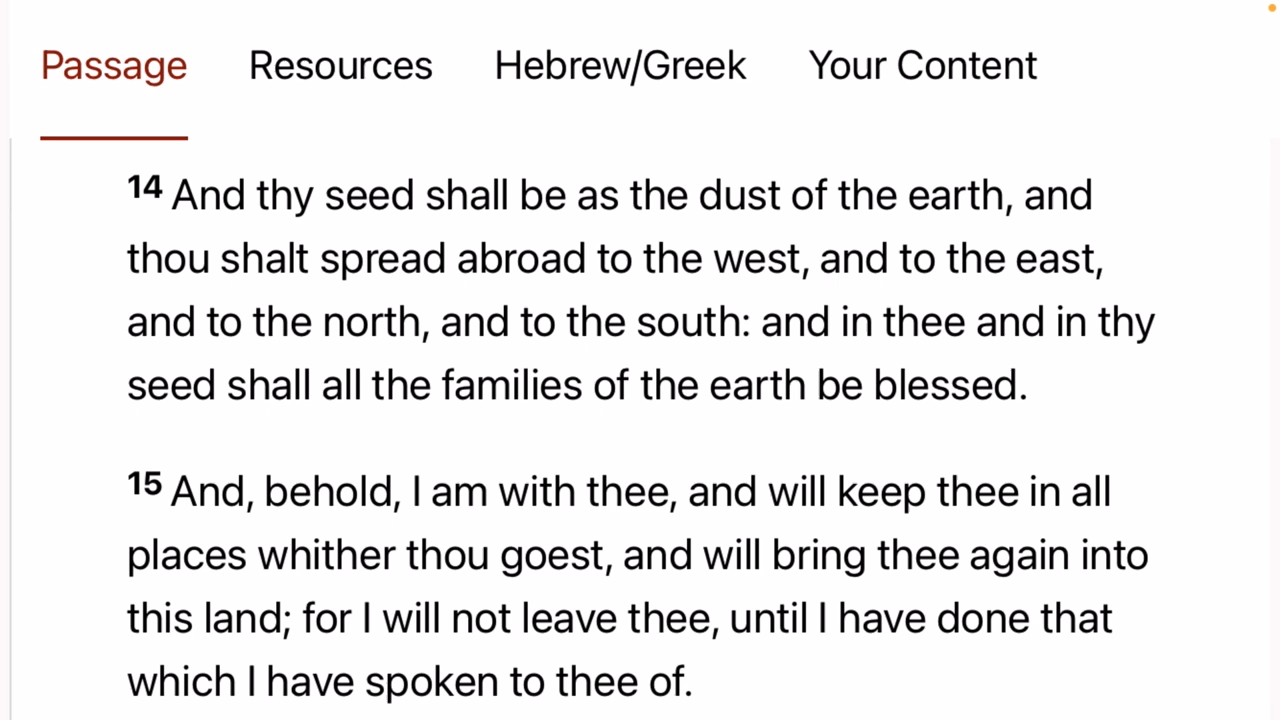 Passage Resources Hebrew/Greek Your Content
14 And thy seed shall be as the dust of the earth, and
thou shalt spread abroad to the west, and to the east,
and to the north, and to the south: and in thee and in thy
seed shall all the families of the earth be blessed.
15 And, behold, I am with thee, and will keep thee in all
places whither thou goest, and will bring thee again into
this land; for I will not leave thee, until I have done that
which I have spoken to thee of.